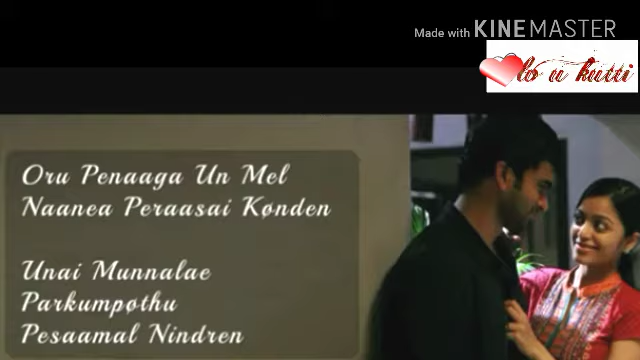 Made with KINEMASTER
lo u kutti
Oru Penaaga Un Mel
Naanea Peraasai Kønden
Unai Munnalae
Parkumpøthu
Pesaamal Nindren